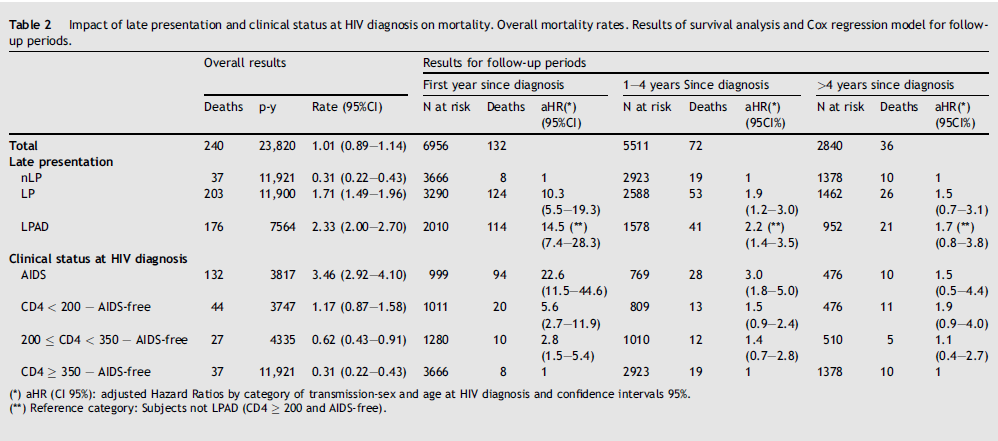 Table 2 Impact of late presentation and clinical status at HIV diagnosis on mortality. Overall mortality rates. Results of survival analysis and Cox regression model for follow-
up periods.
Overall results Results for follow-up periods
First year since diagnosis 1–4 years Since diagnosis >4 years since diagnosis
Deaths p-y Rate (95%CI) N at risk Deaths aHR(*) N at risk Deaths aHR(*) N at risk Deaths aHR(*)
(95%CI) (95CI%) (95CI%)
Total 240 23,820 1.01 (0.89–1.14) 6956 132 5511 72 2840 36
Late presentation
nLP 37 11,921 0.31 (0.22–0.43) 3666 8 1 2923 19 1 1378 10 1
LP 203 11,900 1.71 (1.49–1.96) 3290 124 10.3 2588 53 1.9 1462 26 1.5
(5.5–19.3) (1.2–3.0) (0.7–3.1)
LPAD 176 7564 2.33 (2.00–2.70) 2010 114 14.5 (**) 1578 41 2.2 (**) 952 21 1.7 (**)
(7.4–28.3) (1.4–3.5) (0.8–3.8)
Clinical status at HIV diagnosis
AIDS 132 3817 3.46 (2.92–4.10) 999 94 22.6 769 28 3.0 476 10 1.5
(11.5–44.6) (1.8–5.0) (0.5–4.4)
CD4 < 200 – AIDS-free 44 3747 1.17 (0.87–1.58) 1011 20 5.6 809 13 1.5 476 11 1.9
(2.7–11.9) (0.9–2.4) (0.9–4.0)
200 ≤ CD4 < 350 – AIDS-free 27 4335 0.62 (0.43–0.91) 1280 10 2.8 1010 12 1.4 510 5 1.1
(1.5–5.4) (0.7–2.8) (0.4–2.7)
CD4 ≥ 350 – AIDS-free 37 11,921 0.31 (0.22–0.43) 3666 8 1 2923 19 1 1378 10 1
(*) aHR (CI 95%): adjusted Hazard Ratios by category of transmission-sex and age at HIV diagnosis and confidence intervals 95%.
(**) Reference category: Subjects not LPAD (CD4 ≥ 200 and AIDS-free).